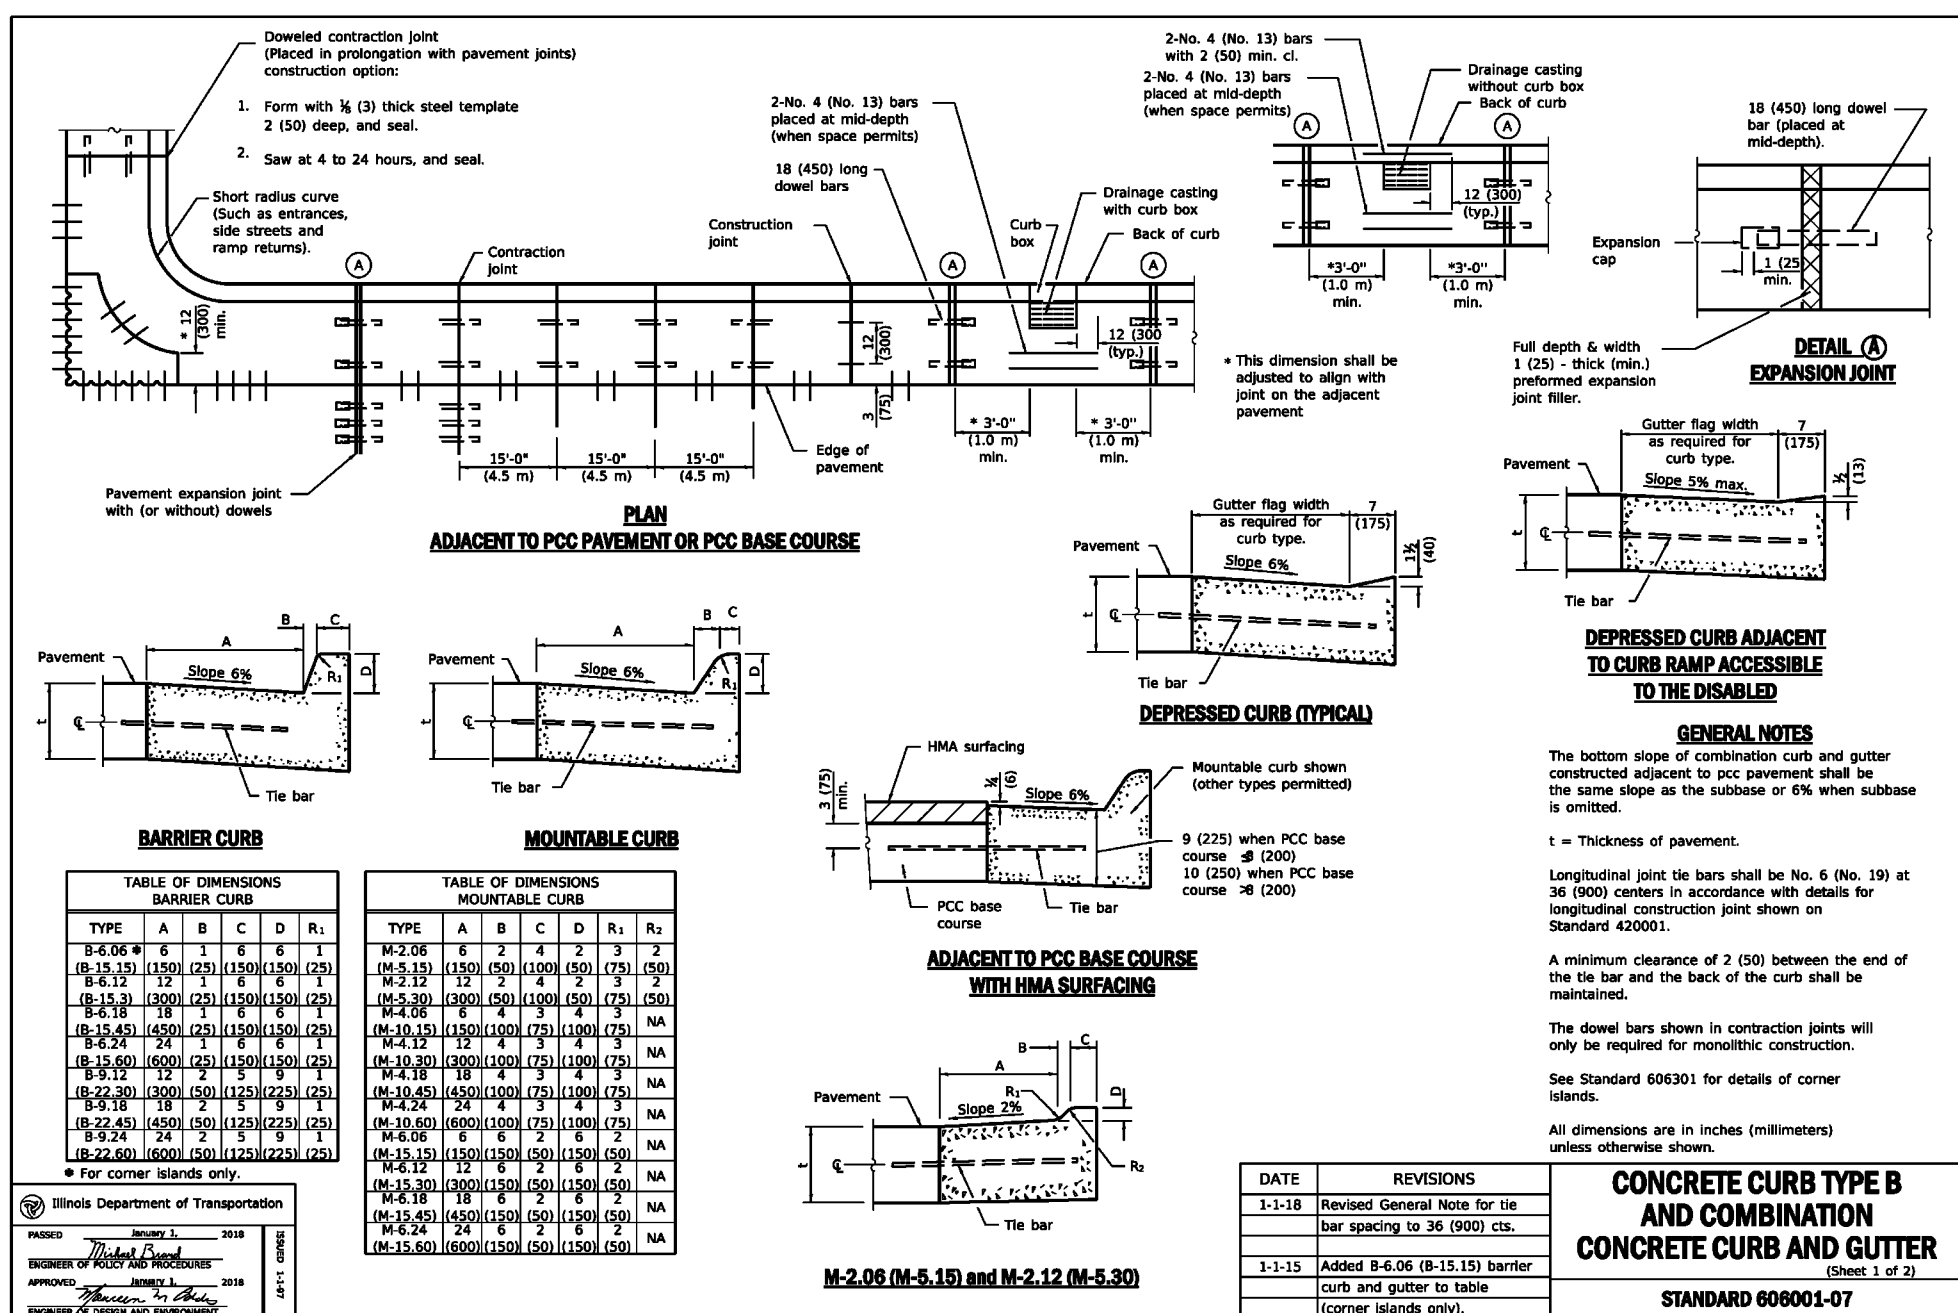 Doweled contraction joint
(Placed in prolongation with pavement joints)
construction option:
1. Form with ⅛ (3) thick steel template
2 (50) deep, and seal.
2. Saw at 4 to 24 hours, and seal.
Short radius curve
(Such as entrances,
side streets and
ramp returns).
* 12
(300)
min.
A
Contraction
joint
2-No. 4 (No. 13) bars
placed at mid-depth
(when space permits)
18 (450) long
dowel bars
Construction
joint
12
(300)
3
(75)
A
Curb
box
Drainage casting
with curb box
Back of curb
A
12 (300
(typ.)
* 3'-0"
(1.0 m)
min.
* 3'-0"
(1.0 m)
min.
15'-0"
(4.5 m)
15'-0"
(4.5 m)
15'-0"
(4.5 m)
Edge of
pavement
Pavement expansion joint
with (or without) dowels
PLAN
ADJACENT TO PCC PAVEMENT OR PCC BASE COURSE
2-No. 4 (No. 13) bars
with 2 (50) min. cl.
2-No. 4 (No. 13) bars
placed at mid-depth
(when space permits)
A
Drainage casting
without curb box
Back of curb
A
12 (300)
(typ.)
*3'-0"
(1.0 m)
min.
*3'-0"
(1.0 m)
min.
* This dimension shall be
adjusted to align with
joint on the adjacent
pavement
18 (450) long dowel
bar (placed at
mid-depth).
Expansion
cap
1 (25
min.
Full depth & width
1 (25) - thick (min.)
preformed expansion
joint filler.
DETAIL A
EXPANSION JOINT
Pavement
A
B
C
D
R₁
Slope 6%
t
℄
Tie bar
BARRIER CURB
Pavement
A
B
C
D
R₁
Slope 6%
t
℄
Tie bar
MOUNTABLE CURB
Gutter flag width
as required for
curb type.
7
(175)
Pavement
Slope 6%
1½
(40)
t
℄
Tie bar
DEPRESSED CURB (TYPICAL)
Gutter flag width
as required for
curb type.
7
(175)
Pavement
Slope 5% max.
½
(13)
t
℄
Tie bar
DEPRESSED CURB ADJACENT
TO CURB RAMP ACCESSIBLE
TO THE DISABLED
HMA surfacing
3 (75)
min.
¼
(6)
Slope 6%
Mountable curb shown
(other types permitted)
9 (225) when PCC base
course ≤8 (200)
10 (250) when PCC base
course >8 (200)
PCC base
course
Tie bar
ADJACENT TO PCC BASE COURSE
WITH HMA SURFACING
Pavement
A
B
C
D
R₁
R₂
Slope 2%
t
℄
Tie bar
M-2.06 (M-5.15) and M-2.12 (M-5.30)
TABLE OF DIMENSIONS
BARRIER CURB
TYPE A B C D R₁
B-6.06 * 6 1 6 6 1
(B-15.15) (150) (25) (150) (150) (25)
B-6.12 12 1 6 6 1
(B-15.3) (300) (25) (150) (150) (25)
B-6.18 18 1 6 6 1
(B-15.45) (450) (25) (150) (150) (25)
B-6.24 24 1 6 6 1
(B-15.60) (600) (25) (150) (150) (25)
B-9.12 12 2 5 9 1
(B-22.30) (300) (50) (125) (225) (25)
B-9.18 18 2 5 9 1
(B-22.45) (450) (50) (125) (225) (25)
B-9.24 24 2 5 9 1
(B-22.60) (600) (50) (125) (225) (25)
* For corner islands only.
TABLE OF DIMENSIONS
MOUNTABLE CURB
TYPE A B C D R₁ R₂
M-2.06 6 2 4 2 3 2
(M-5.15) (150) (50) (100) (50) (75) (50)
M-2.12 12 2 4 2 3 2
(M-5.30) (300) (50) (100) (50) (75) (50)
M-4.06 6 4 3 4 3 NA
(M-10.15) (150) (100) (75) (100) (75)
M-4.12 12 4 3 4 3 NA
(M-10.30) (300) (100) (75) (100) (75)
M-4.18 18 4 3 4 3 NA
(M-10.45) (450) (100) (75) (100) (75)
M-4.24 24 4 3 4 3 NA
(M-10.60) (600) (100) (75) (100) (75)
M-6.06 6 6 2 6 2 NA
(M-15.15) (150) (150) (50) (150) (50)
M-6.12 12 6 2 6 2 NA
(M-15.30) (300) (150) (50) (150) (50)
M-6.18 18 6 2 6 2 NA
(M-15.45) (450) (150) (50) (150) (50)
M-6.24 24 6 2 6 2 NA
(M-15.60) (600) (150) (50) (150) (50)
GENERAL NOTES
The bottom slope of combination curb and gutter
constructed adjacent to pcc pavement shall be
the same slope as the subbase or 6% when subbase
is omitted.
t = Thickness of pavement.
Longitudinal joint tie bars shall be No. 6 (No. 19) at
36 (900) centers in accordance with details for
longitudinal construction joint shown on
Standard 420001.
A minimum clearance of 2 (50) between the end of
the tie bar and the back of the curb shall be
maintained.
The dowel bars shown in contraction joints will
only be required for monolithic construction.
See Standard 606301 for details of corner
islands.
All dimensions are in inches (millimeters)
unless otherwise shown.
Illinois Department of Transportation
PASSED January 1, 2018
Michael Brand
ENGINEER OF POLICY AND PROCEDURES
APPROVED January 1, 2018
Maureen M
ENGINEER OF DESIGN AND ENVIRONMENT
ISSUED 1-1-97
DATE REVISIONS
1-1-18 Revised General Note for tie
bar spacing to 36 (900) cts.
1-1-15 Added B-6.06 (B-15.15) barrier
curb and gutter to table
(corner islands only).
CONCRETE CURB TYPE B
AND COMBINATION
CONCRETE CURB AND GUTTER
(Sheet 1 of 2)
STANDARD 606001-07